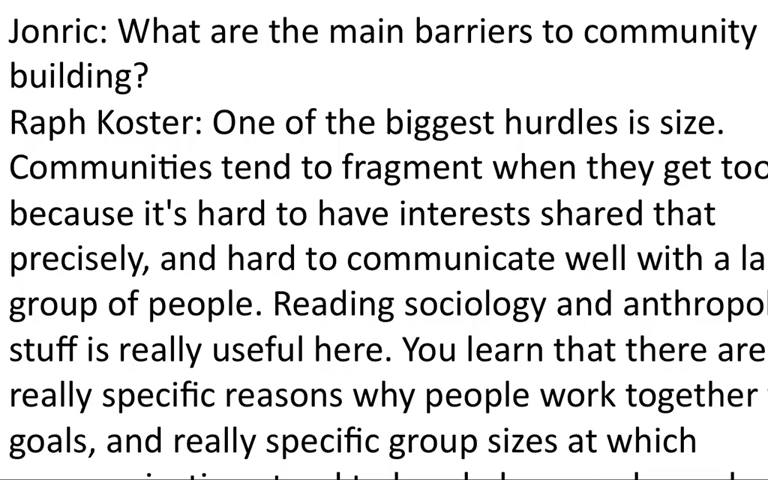 Jonric: What are the main barriers to community
building?
Raph Koster: One of the biggest hurdles is size.
Communities tend to fragment when they get too
because it's hard to have interests shared that
precisely, and hard to communicate well with a la
group of people. Reading sociology and anthropol
stuff is really useful here. You learn that there are
really specific reasons why people work together
goals, and really specific group sizes at which